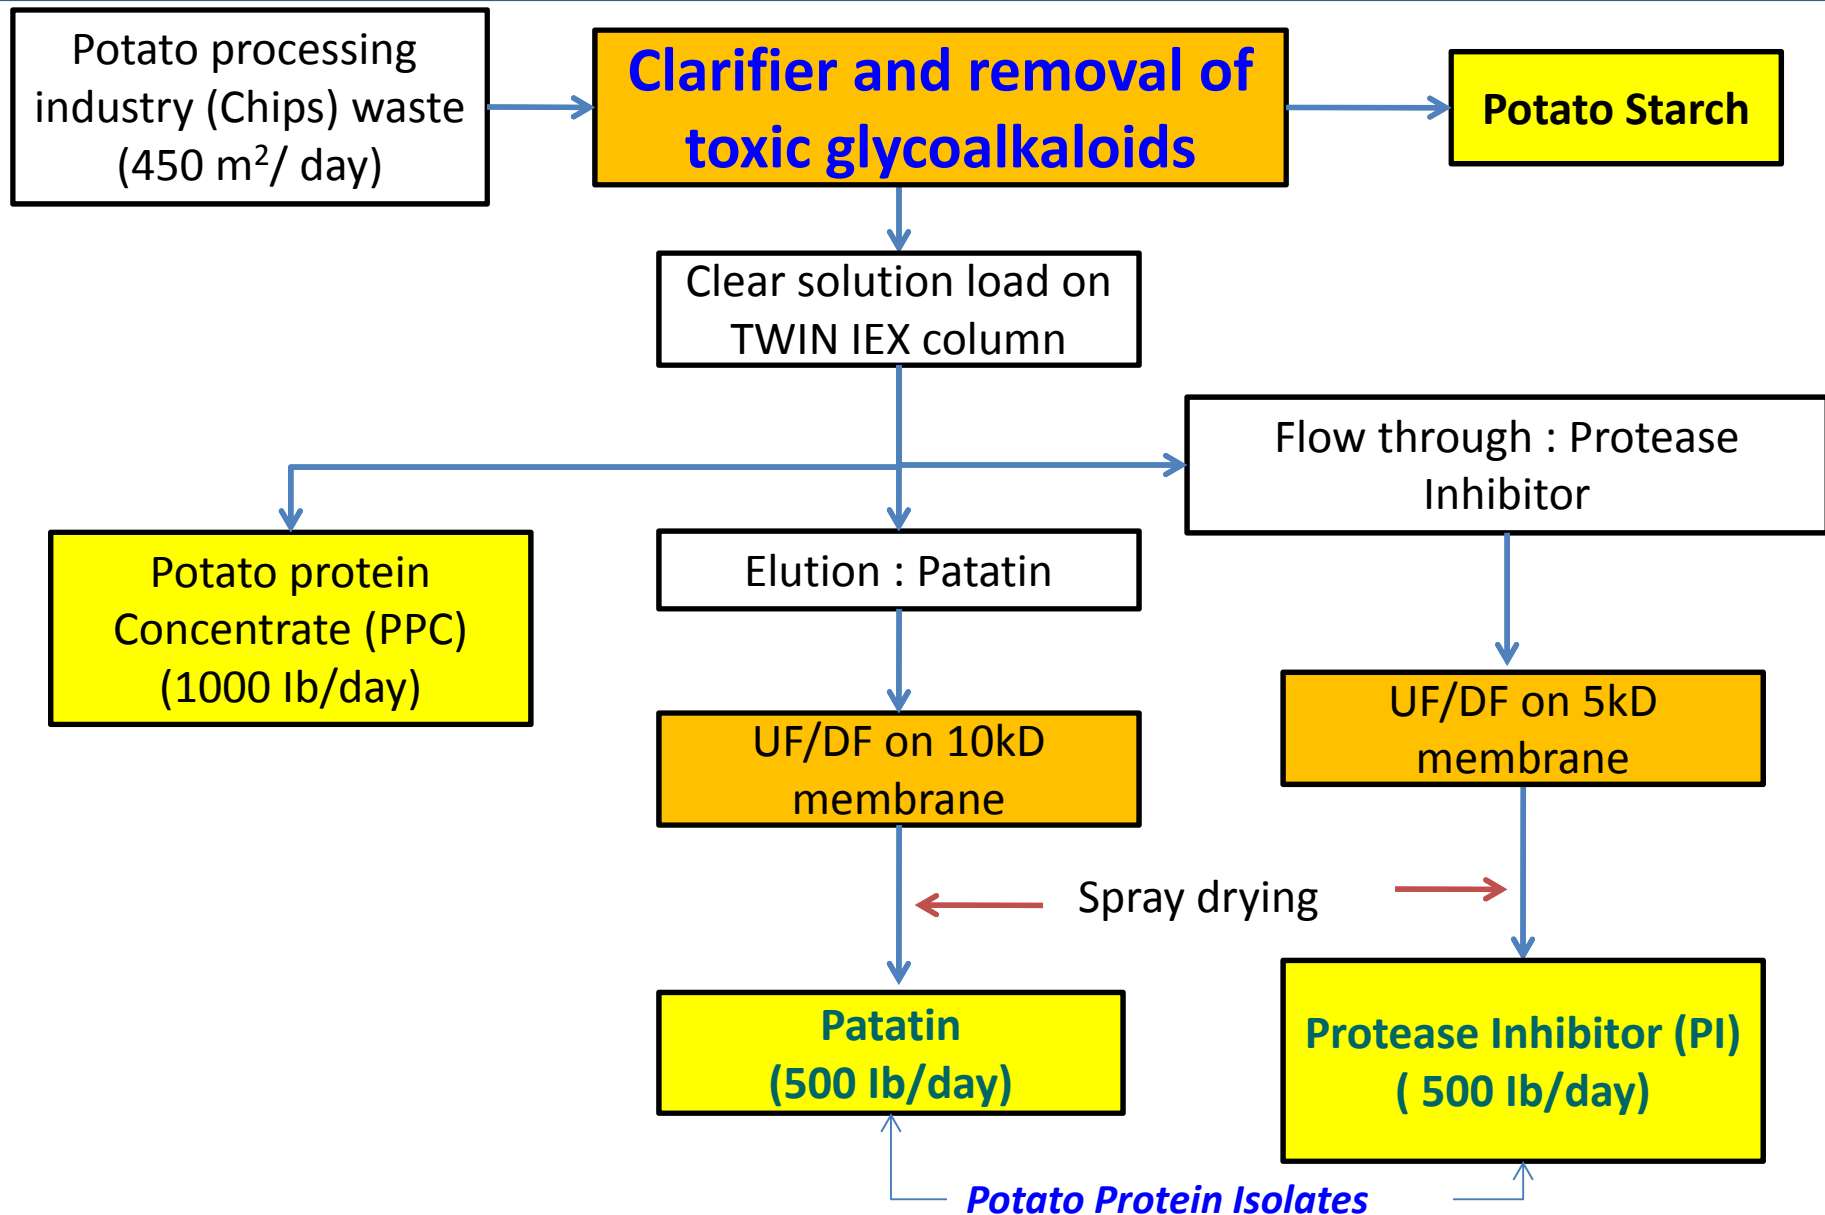 Potato processing
industry (Chips) waste
(450 m²/ day)
Clarifier and removal of
toxic glycoalkaloids
Potato Starch
Clear solution load on
TWIN IEX column
Flow through : Protease
Inhibitor
Potato protein
Concentrate (PPC)
(1000 Ib/day)
Elution : Patatin
UF/DF on 10kD
membrane
UF/DF on 5kD
membrane
Spray drying
Patatin
(500 Ib/day)
Protease Inhibitor (PI)
( 500 Ib/day)
Potato Protein Isolates